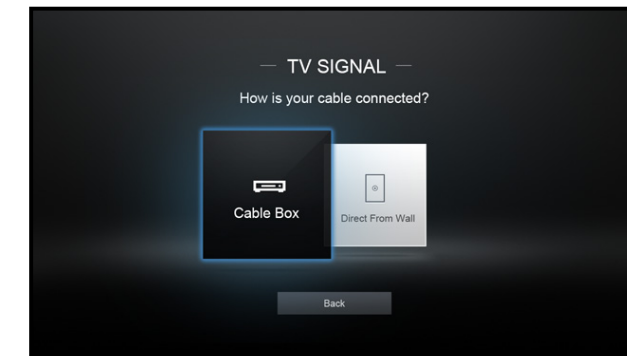 — TV SIGNAL —
How is your cable connected?
Cable Box
Direct From Wall
Back